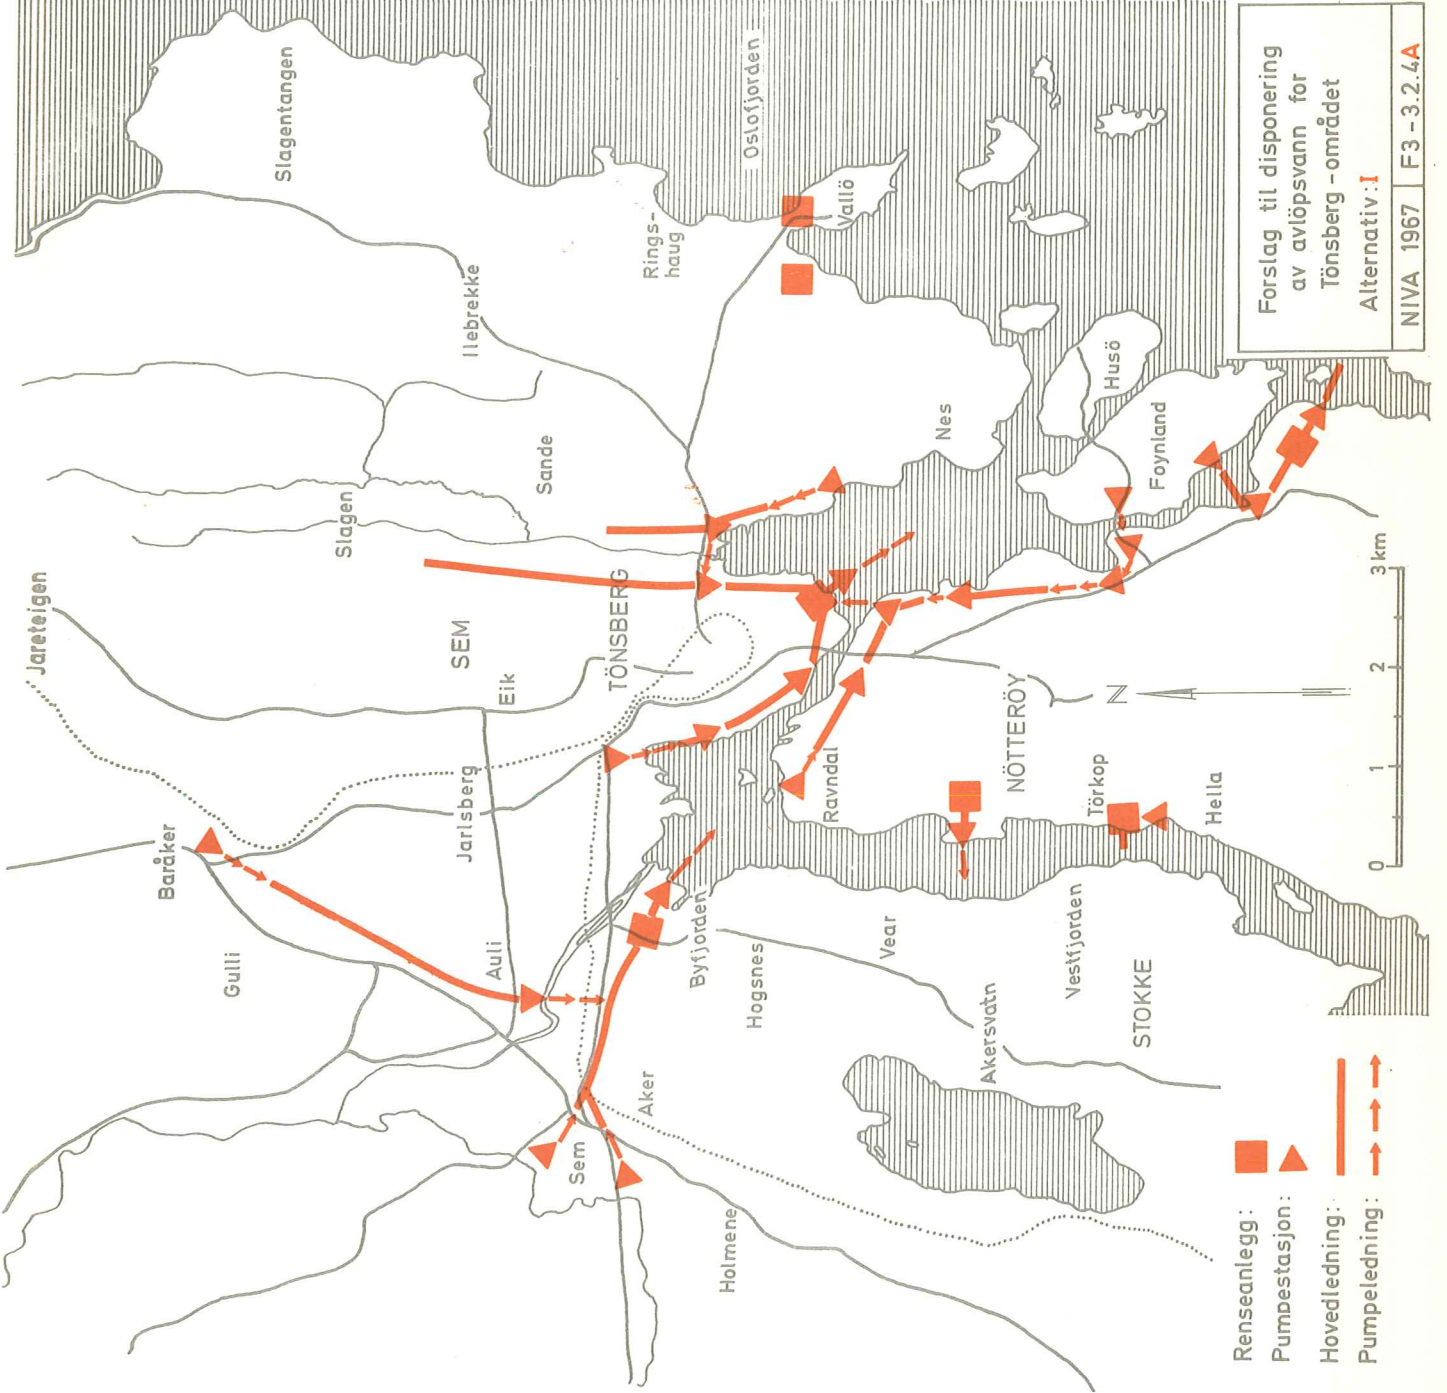 Forslag til disponering
av avlöpsvann for
Tönsberg-området
Alternativ: I
NIVA 1967
F3-3.2.4A
Slagentangen
Oslofjorden
Rings-
haug
Vallö
Ilebrekke
Husö
Nes
Foynland
Sande
Slagen
Jareteigen
SEM
TÖNSBERG
Eik
NÖTTERÖY
N
Jarlsberg
Ravndal
Törkop
Hella
Baråker
Gulli
Auli
Byfjorden
Hogsnes
Vear
Vestfjorden
STOKKE
Akersvatn
Aker
Sem
Holmene
0 1 2 3 km
Renseanlegg:
Pumpestasjon:
Hovedledning:
Pumpeledning: